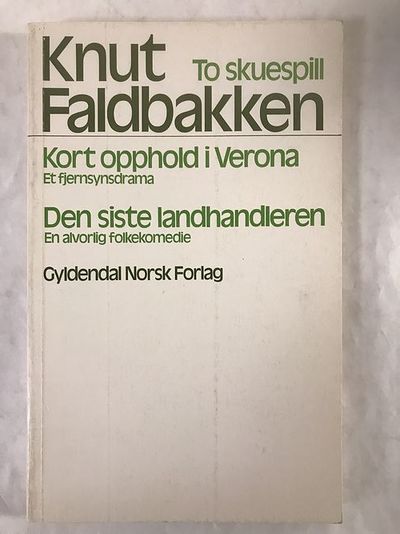 Knut To skuespill
Faldbakken
Kort opphold i Verona
Et fjernsynsdrama
Den siste landhandleren
En alvorlig folkekomedie
Gyldendal Norsk Forlag